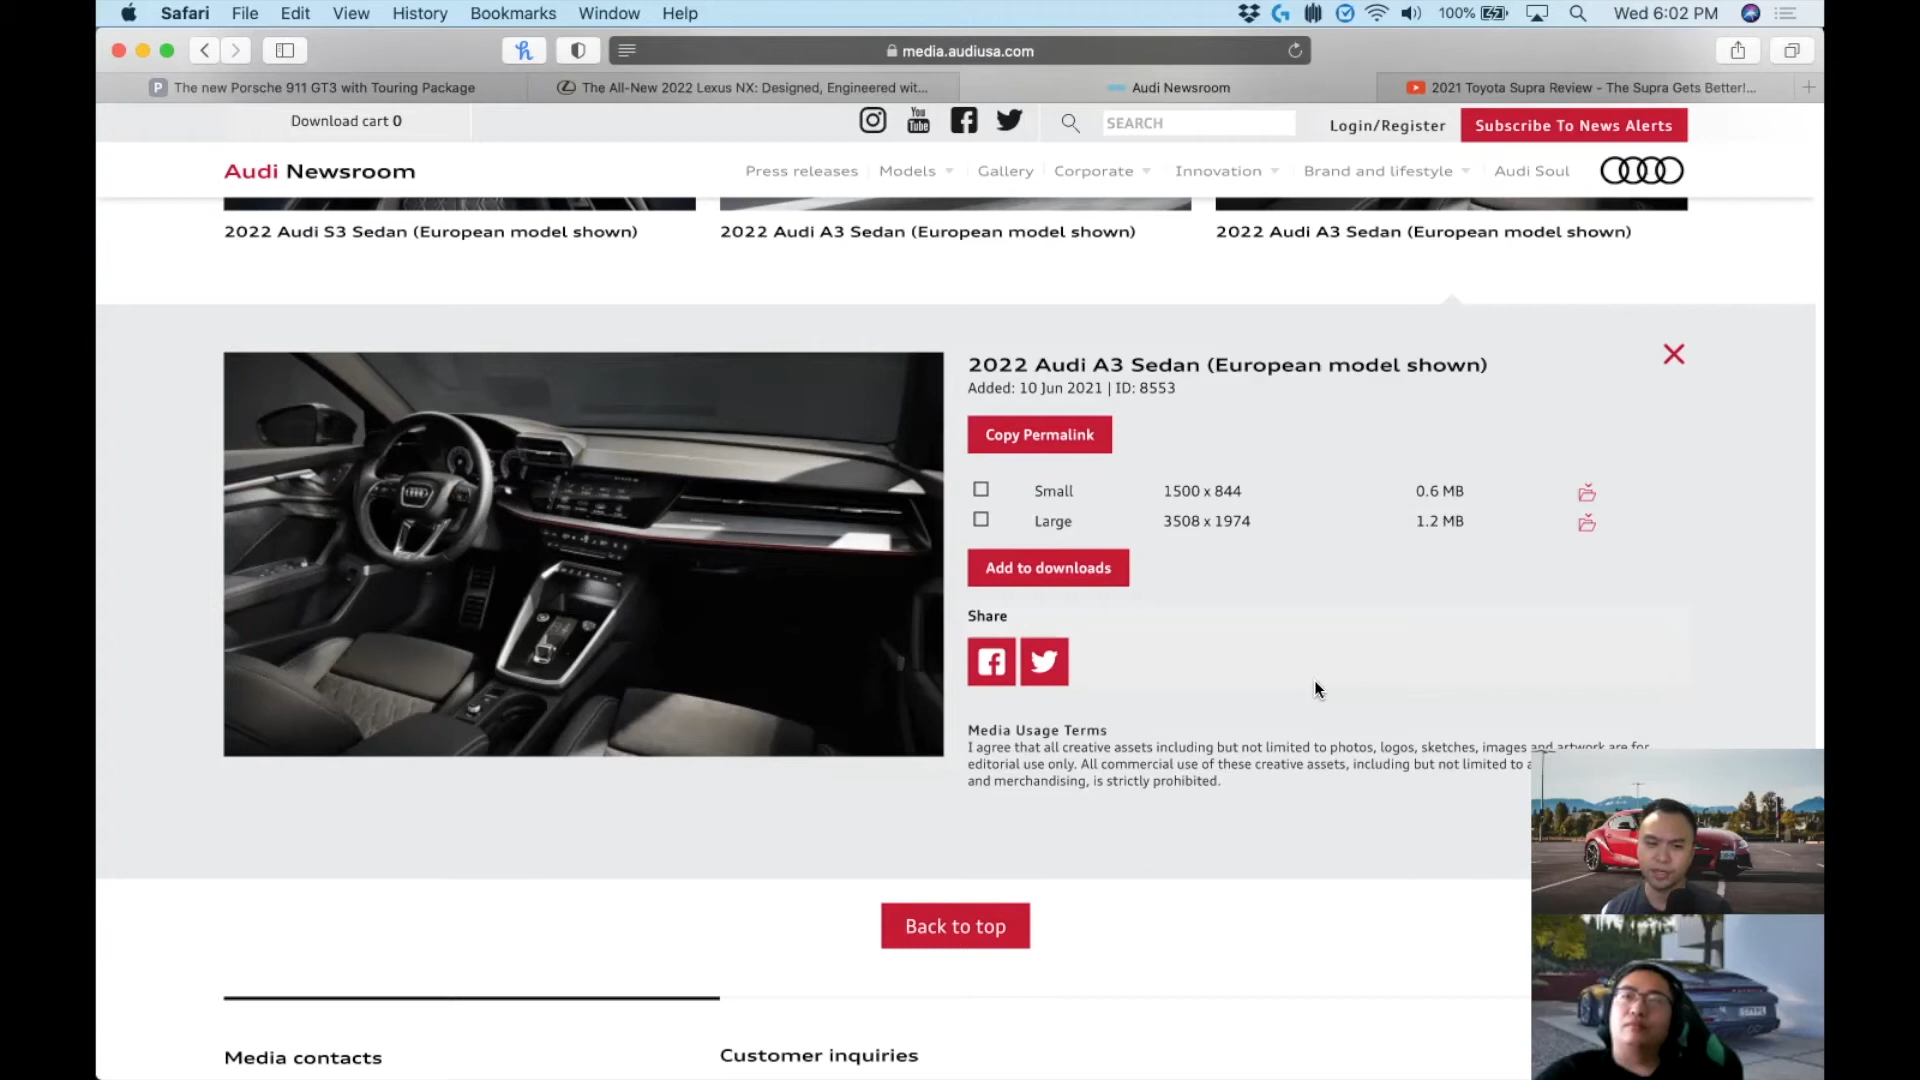 Safari File Edit View History Bookmarks Window Help 100% Wed 6:02 PM
media.audiusa.com
The new Porsche 911 GT3 with Touring Package
The All-New 2022 Lexus NX: Designed, Engineered wit...
Audi Newsroom
2021 Toyota Supra Review - The Supra Gets Better!...
Download cart 0
You Tube
SEARCH
Login/Register
Subscribe To News Alerts
Audi Newsroom
Press releases Models Gallery Corporate Innovation Brand and lifestyle Audi Soul
2022 Audi S3 Sedan (European model shown)
2022 Audi A3 Sedan (European model shown)
2022 Audi A3 Sedan (European model shown)
2022 Audi A3 Sedan (European model shown)
Added: 10 Jun 2021 | ID: 8553
Copy Permalink
Small 1500 x 844 0.6 MB
Large 3508 x 1974 1.2 MB
Add to downloads
Share
Media Usage Terms
I agree that all creative assets including but not limited to photos, logos, sketches, images and artwork are for
editorial use only. All commercial use of these creative assets, including but not limited to
and merchandising, is strictly prohibited.
Back to top
Media contacts
Customer inquiries